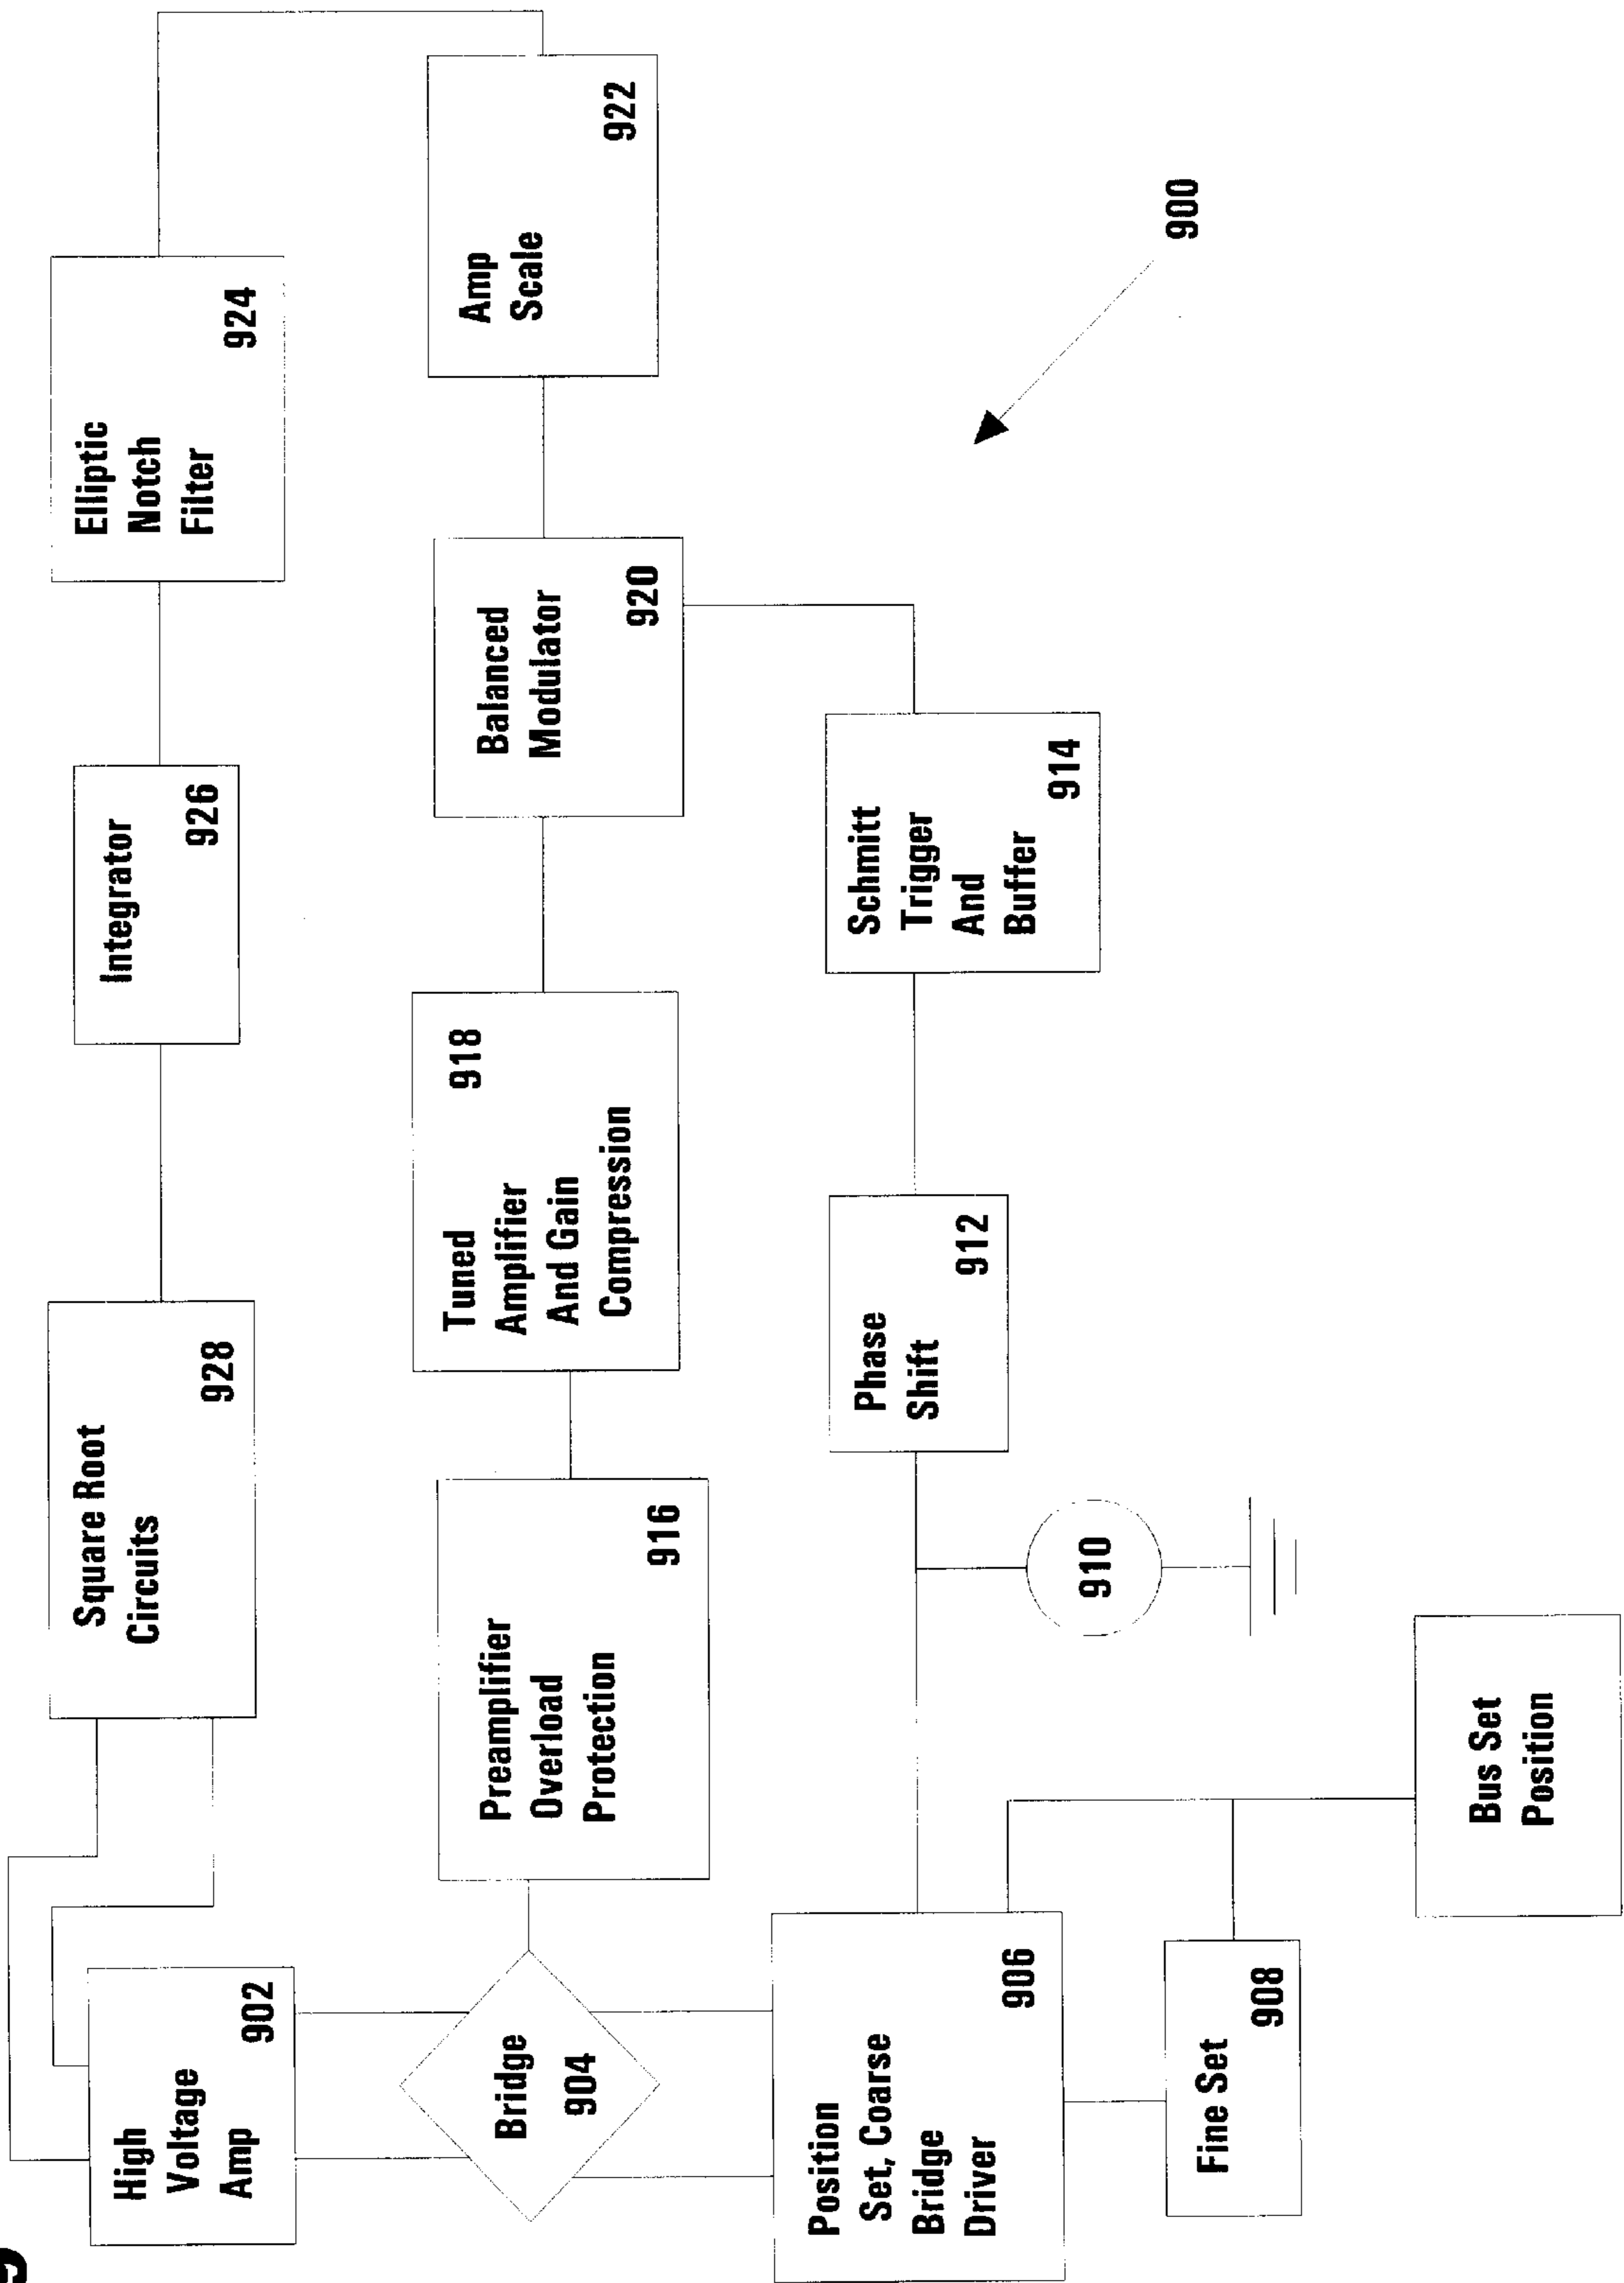 9
High
Voltage
Amp
902
Square Root
Circuits
928
Integrator
926
Elliptic
Notch
Filter
924
Bridge
904
Preamplifier
Overload
Protection
916
Tuned
Amplifier
And Gain
Compression
918
Balanced
Modulator
920
Amp
Scale
922
Position
Set, Coarse
Bridge
Driver
906
910
Phase
Shift
912
Schmitt
Trigger
And
Buffer
914
900
Fine Set
908
Bus Set
Position